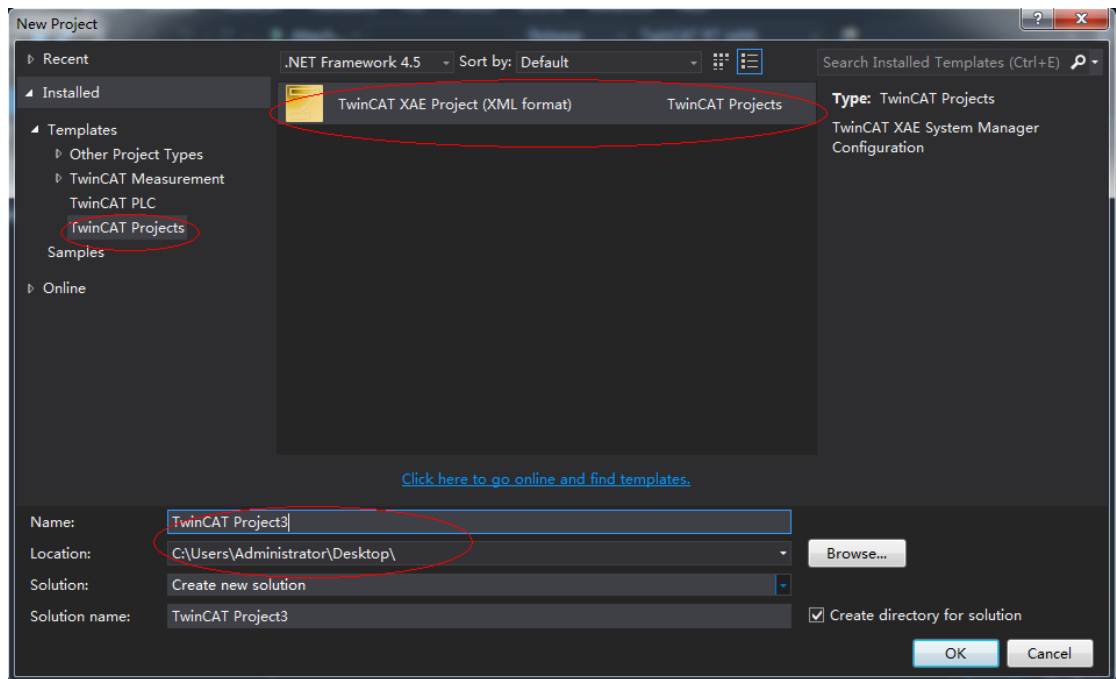 New Project
Recent
.NET Framework 4.5 Sort by: Default
Search Installed Templates (Ctrl+E)
Installed
TwinCAT XAE Project (XML format) TwinCAT Projects
Type: TwinCAT Projects
TwinCAT XAE System Manager
Configuration
Templates
Other Project Types
TwinCAT Measurement
TwinCAT PLC
TwinCAT Projects
Samples
Online
Click here to go online and find templates.
Name: TwinCAT Project3
Location: C:\Users\Administrator\Desktop\ Browse...
Solution: Create new solution
Solution name: TwinCAT Project3 Create directory for solution
OK Cancel